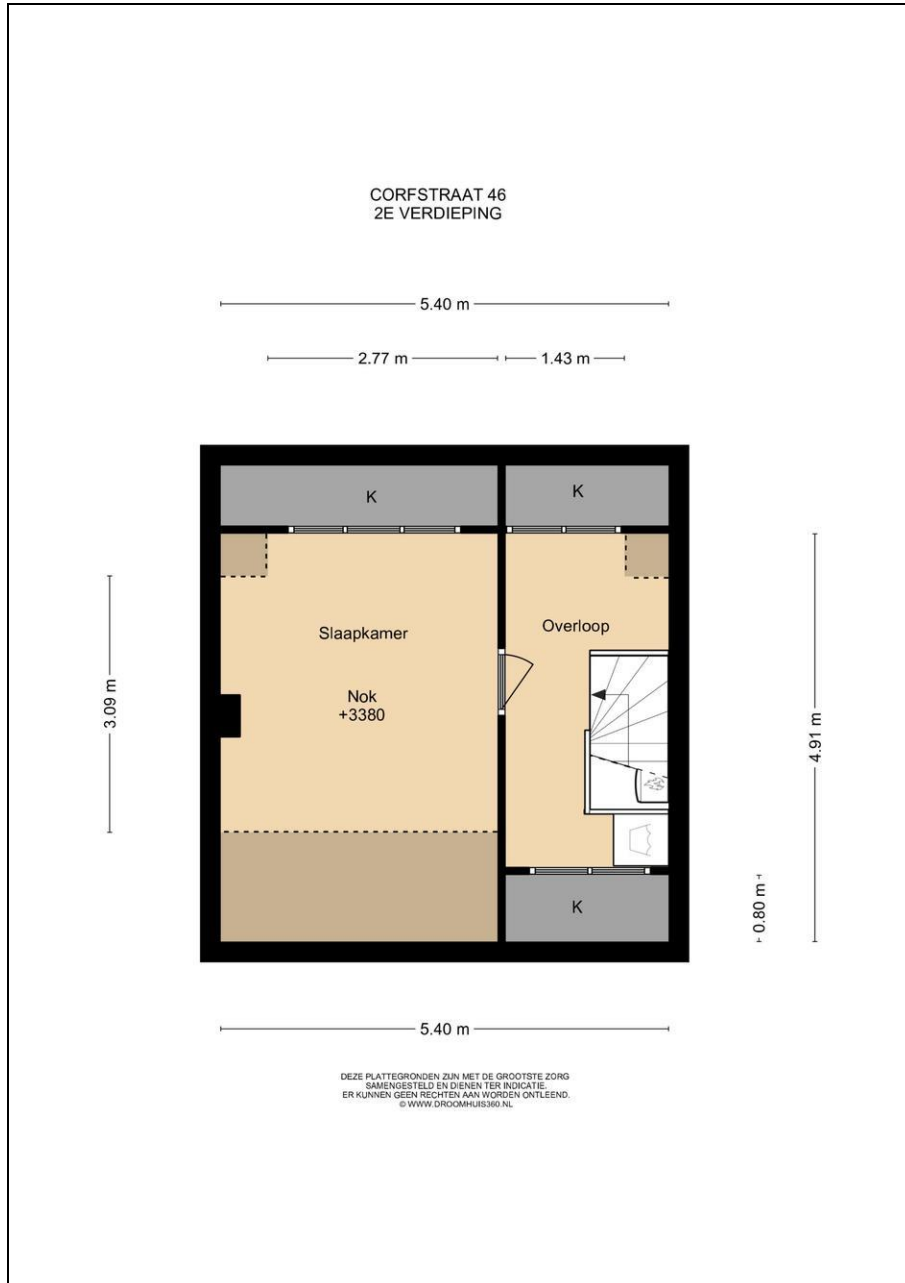 CORFSTRAAT 46
2E VERDIEPING
5.40 m
2.77 m
1.43 m
K
K
Slaapkamer
Overloop
Nok
+3380
3.09 m
4.91 m
K
0.80 m
5.40 m
DEZE PLATTEGRONDEN ZIJN MET DE GROOTSTE ZORG
SAMENGESTELD EN DIENEN TER INDICATIE.
ER KUNNEN GEEN RECHTEN AAN WORDEN ONTLEEND.
© WWW.DROOMHUIS360.NL